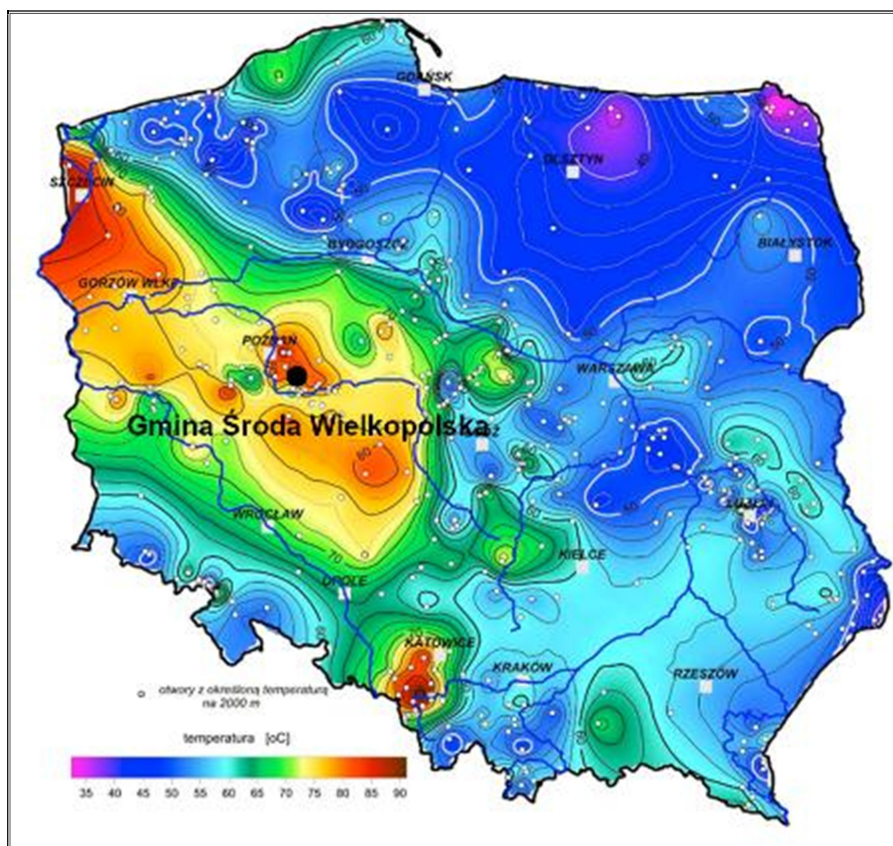 GDAŃSK
OLSZTYN
SZCZECIN
BYDGOSZCZ
BIAŁYSTOK
GORZÓW WLKP.
POZNAŃ
WARSZAWA
Gmina Środa Wielkopolska
WROCŁAW
KIELCE
OPOLE
KATOWICE
KRAKÓW
RZESZÓW
otwory z określoną temperaturą
na 2000 m
temperatura [oC]
35 40 45 50 55 60 65 70 75 80 85 90